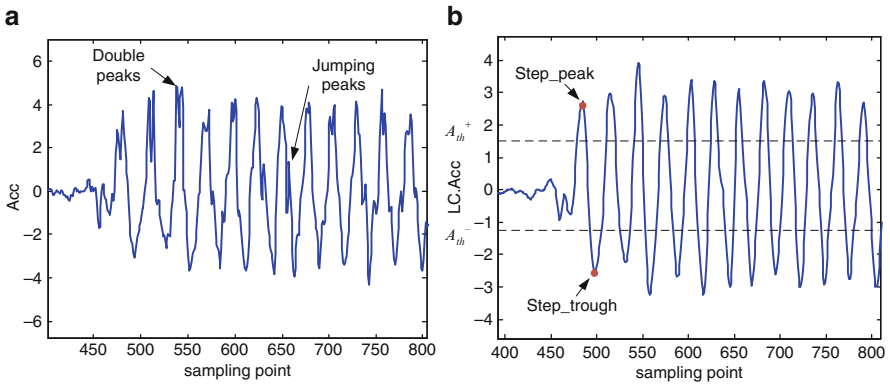 a
Double
peaks
Jumping
peaks
6
4
2
0
−2
−4
−6
Acc
450 500 550 600 650 700 750 800
sampling point
b
Step_peak
4
3
2
1
0
−1
−2
−3
−4
A_th^+
LC.Acc
A_th^−
Step_trough
400 450 500 550 600 650 700 750 800
sampling point